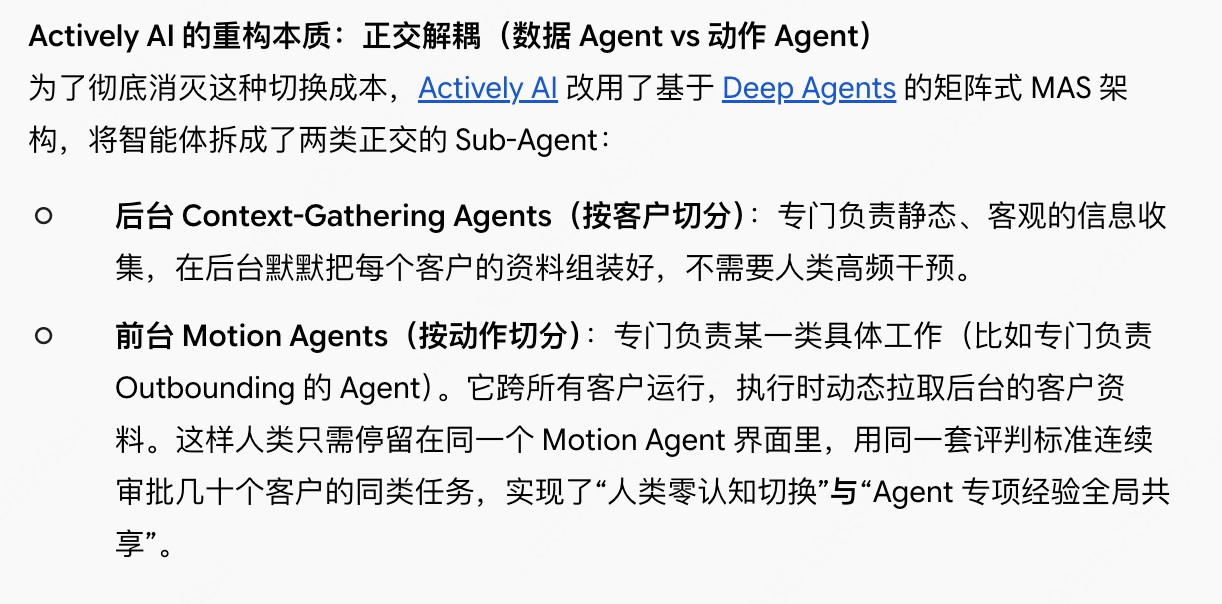 Actively AI 的重构本质：正交解耦（数据 Agent vs 动作 Agent）
为了彻底消灭这种切换成本，Actively AI 改用了基于 Deep Agents 的矩阵式 MAS 架
构，将智能体拆成了两类正交的 Sub-Agent：
后台 Context-Gathering Agents（按客户切分）：专门负责静态、客观的信息收
集，在后台默默把每个客户的资料组装好，不需要人类高频干预。
前台 Motion Agents（按动作切分）：专门负责某一类具体工作（比如专门负责
Outbounding 的 Agent）。它跨所有客户运行，执行时动态拉取后台的客户资
料。这样人类只需停留在同一个 Motion Agent 界面里，用同一套评判标准连续
审批几十个客户的同类任务，实现了“人类零认知切换”与“Agent 专项经验全局共
享”。